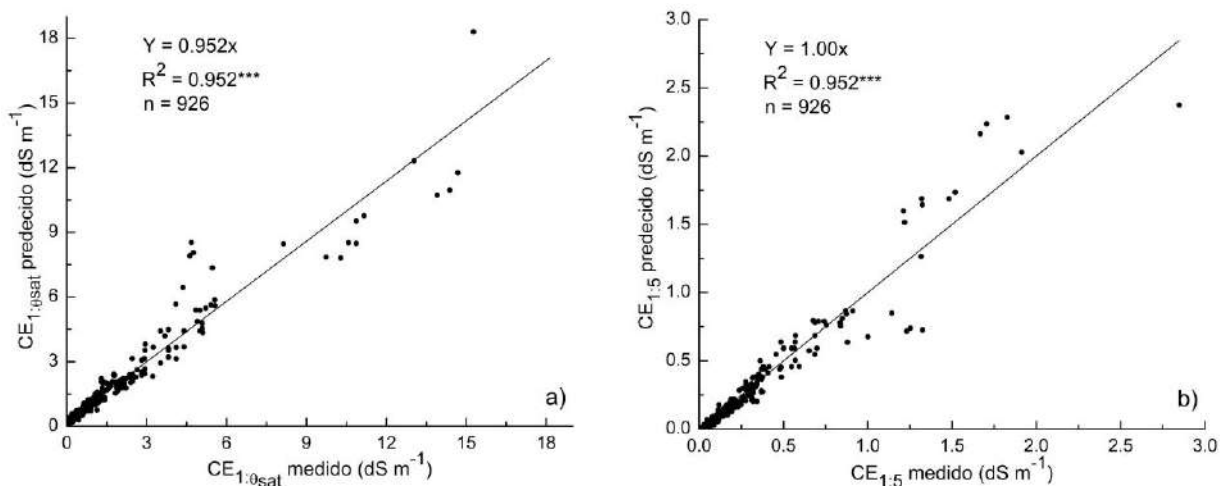 Y = 0.952x
R² = 0.952***
n = 926
18
15
12
9
6
3
0
CE1:θsat predecido (dS m⁻¹)
0 3 6 9 12 15 18
CE1:θsat medido (dS m⁻¹)
a)
Y = 1.00x
R² = 0.952***
n = 926
3.0
2.5
2.0
1.5
1.0
0.5
0.0
CE1:5 predecido (dS m⁻¹)
0.0 0.5 1.0 1.5 2.0 2.5 3.0
CE1:5 medido (dS m⁻¹)
b)